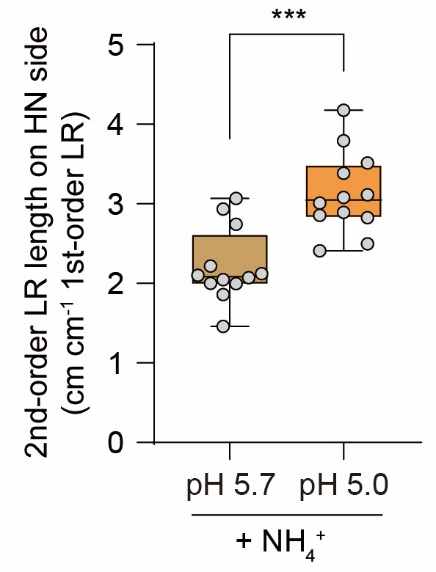 ***
2nd-order LR length on HN side
(cm cm⁻¹ 1st-order LR)
5
4
3
2
1
0
pH 5.7 pH 5.0
+ NH₄⁺